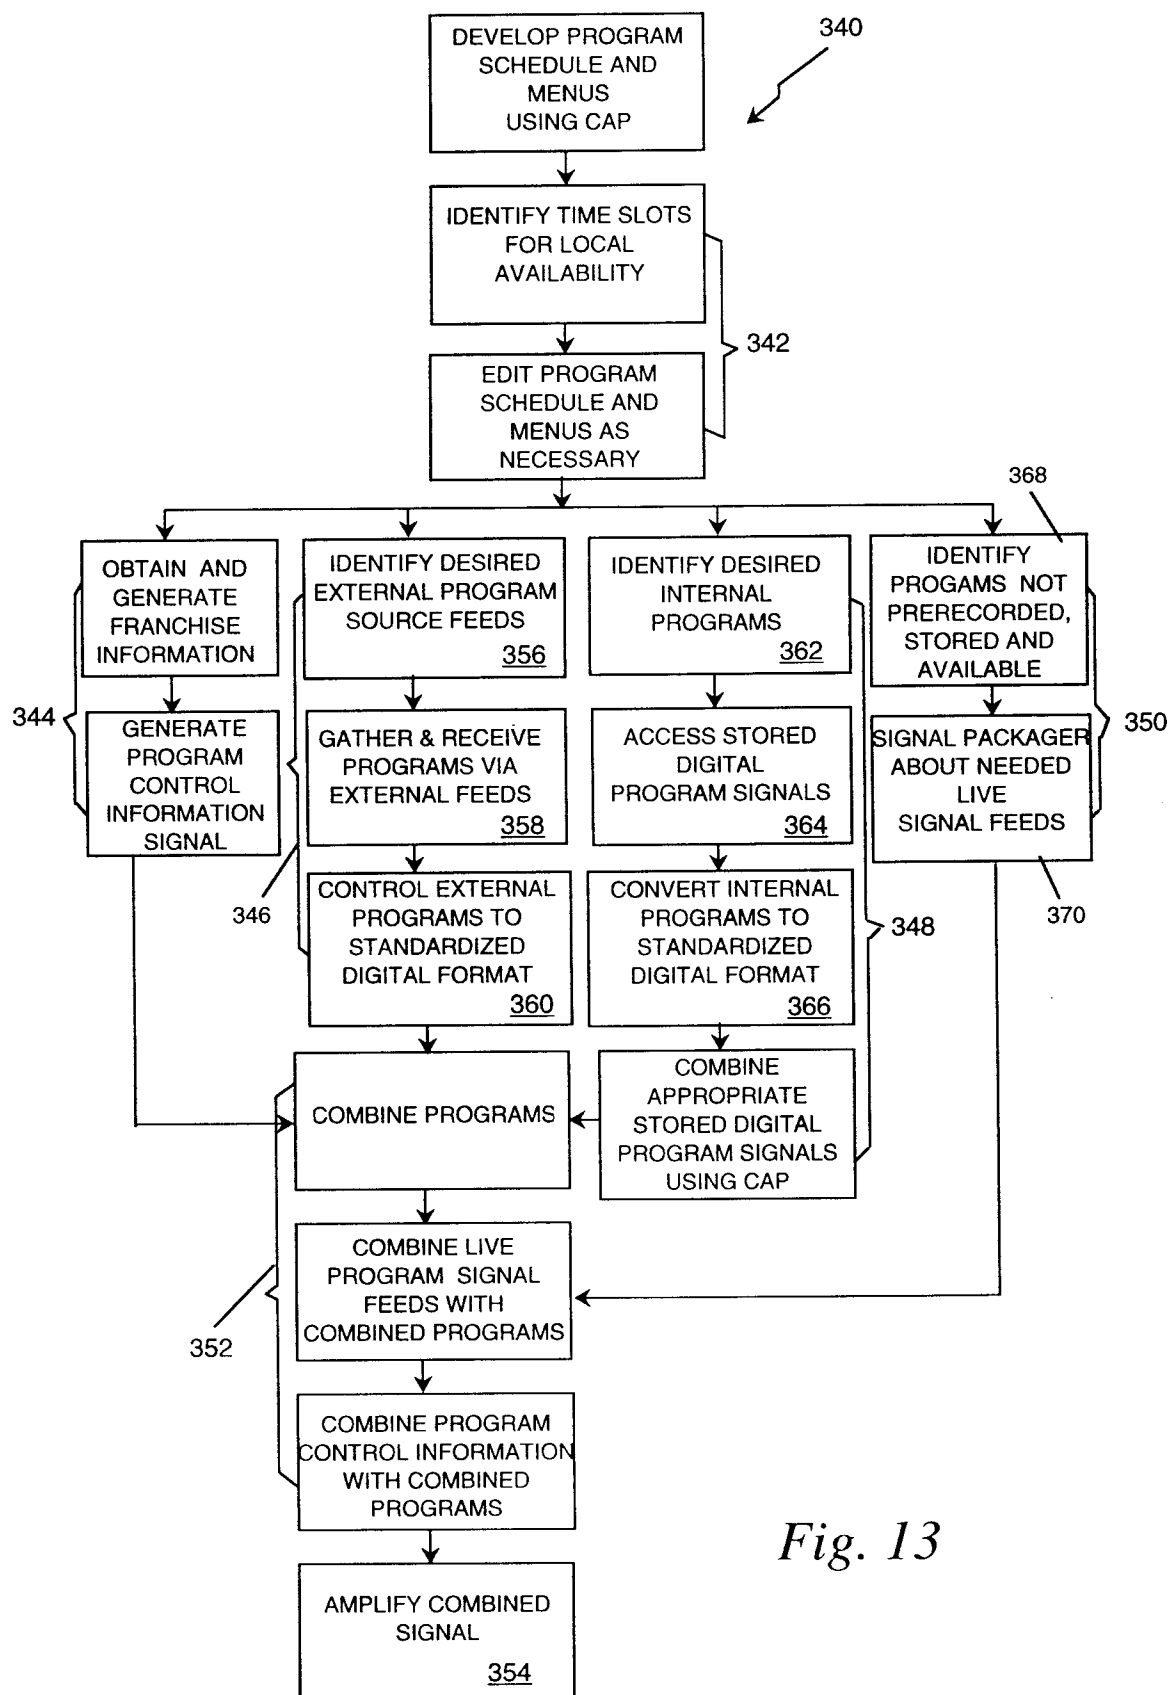 340
DEVELOP PROGRAM
SCHEDULE AND
MENUS
USING CAP
IDENTIFY TIME SLOTS
FOR LOCAL
AVAILABILITY
342
EDIT PROGRAM
SCHEDULE AND
MENUS AS
NECESSARY
344
OBTAIN AND
GENERATE
FRANCHISE
INFORMATION
GENERATE
PROGRAM
CONTROL
INFORMATION
SIGNAL
346
IDENTIFY DESIRED
EXTERNAL PROGRAM
SOURCE FEEDS
356
GATHER & RECEIVE
PROGRAMS VIA
EXTERNAL FEEDS
358
CONTROL EXTERNAL
PROGRAMS TO
STANDARDIZED
DIGITAL FORMAT
360
IDENTIFY DESIRED
INTERNAL
PROGRAMS
362
ACCESS STORED
DIGITAL
PROGRAM SIGNALS
364
CONVERT INTERNAL
PROGRAMS TO
STANDARDIZED
DIGITAL FORMAT
366
348
COMBINE
APPROPRIATE
STORED DIGITAL
PROGRAM SIGNALS
USING CAP
368
IDENTIFY
PROGAMS NOT
PRERECORDED,
STORED AND
AVAILABLE
350
SIGNAL PACKAGER
ABOUT NEEDED
LIVE
SIGNAL FEEDS
370
COMBINE PROGRAMS
352
COMBINE LIVE
PROGRAM SIGNAL
FEEDS WITH
COMBINED PROGRAMS
COMBINE PROGRAM
CONTROL INFORMATION
WITH COMBINED
PROGRAMS
AMPLIFY COMBINED
SIGNAL
354
Fig. 13